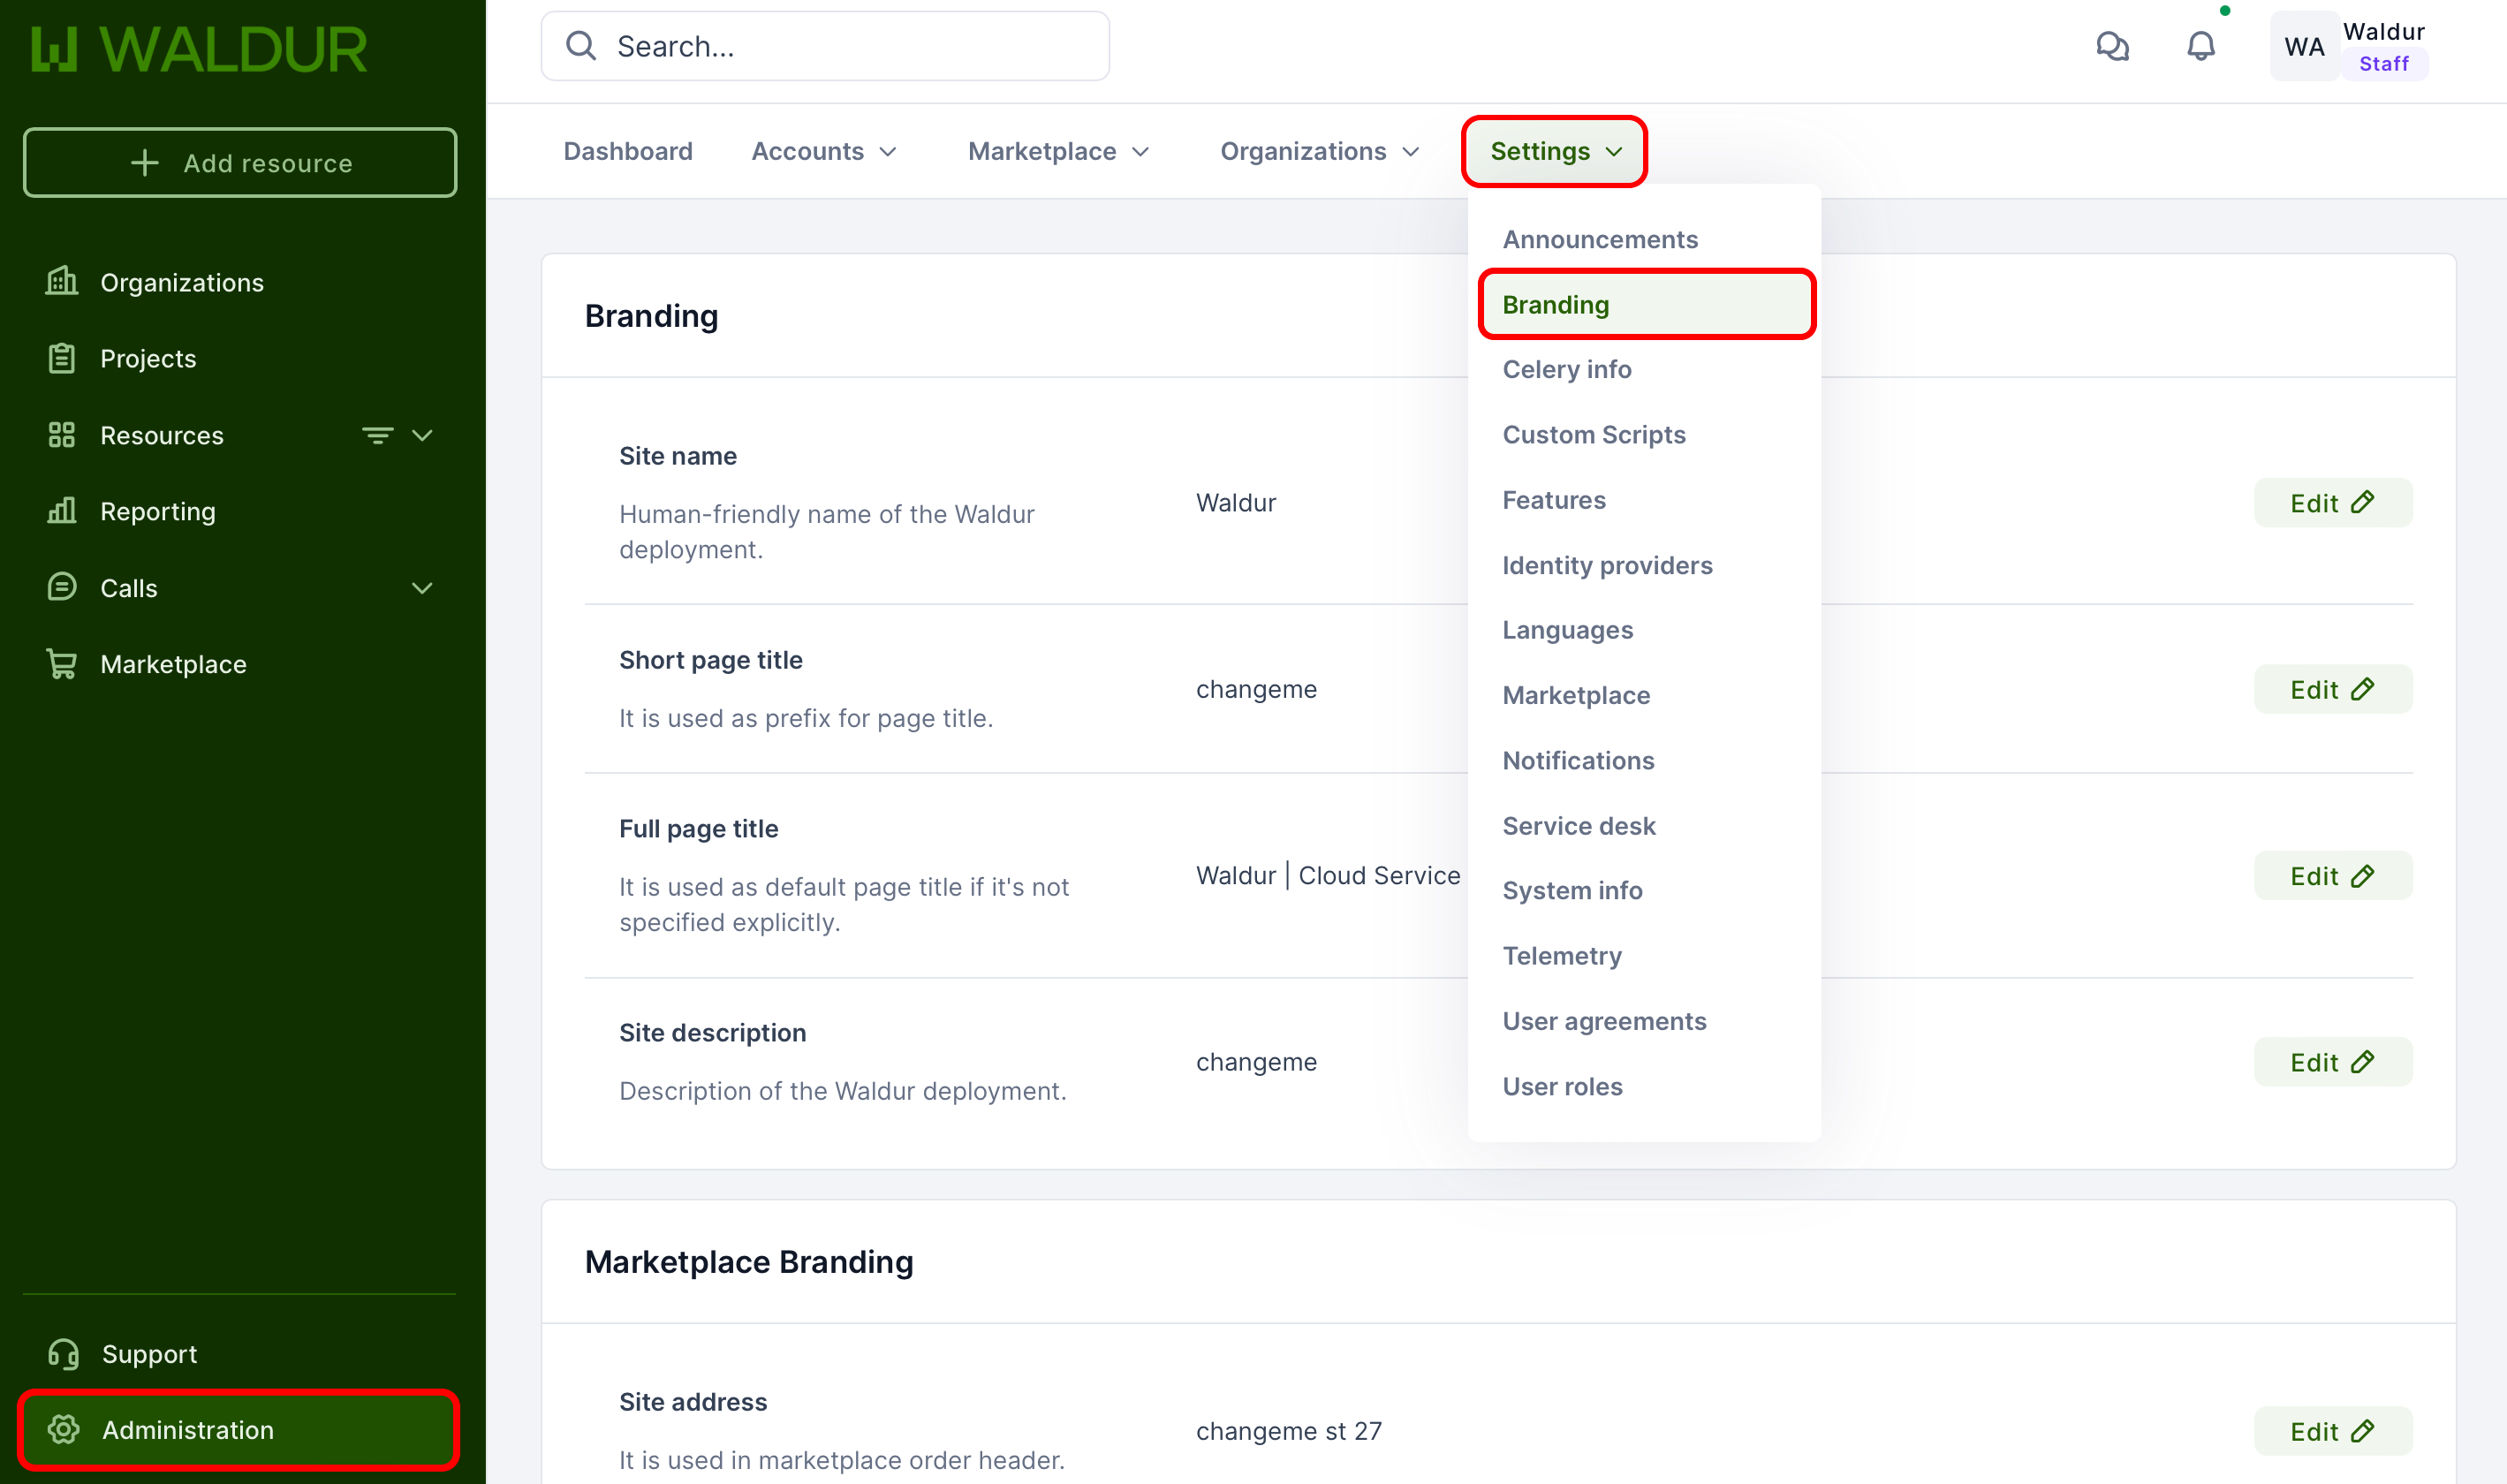 WALDUR
Search...
WA
Waldur
Staff
Add resource
Organizations
Projects
Resources
Reporting
Calls
Marketplace
Support
Administration
Dashboard
Accounts
Marketplace
Organizations
Settings
Announcements
Branding
Celery info
Custom Scripts
Features
Identity providers
Languages
Marketplace
Notifications
Service desk
System info
Telemetry
User agreements
User roles
Branding
Site name
Human-friendly name of the Waldur
deployment.
Waldur
Edit
Short page title
It is used as prefix for page title.
changeme
Edit
Full page title
It is used as default page title if it's not
specified explicitly.
Waldur | Cloud Service
Edit
Site description
Description of the Waldur deployment.
changeme
Edit
Marketplace Branding
Site address
It is used in marketplace order header.
changeme st 27
Edit